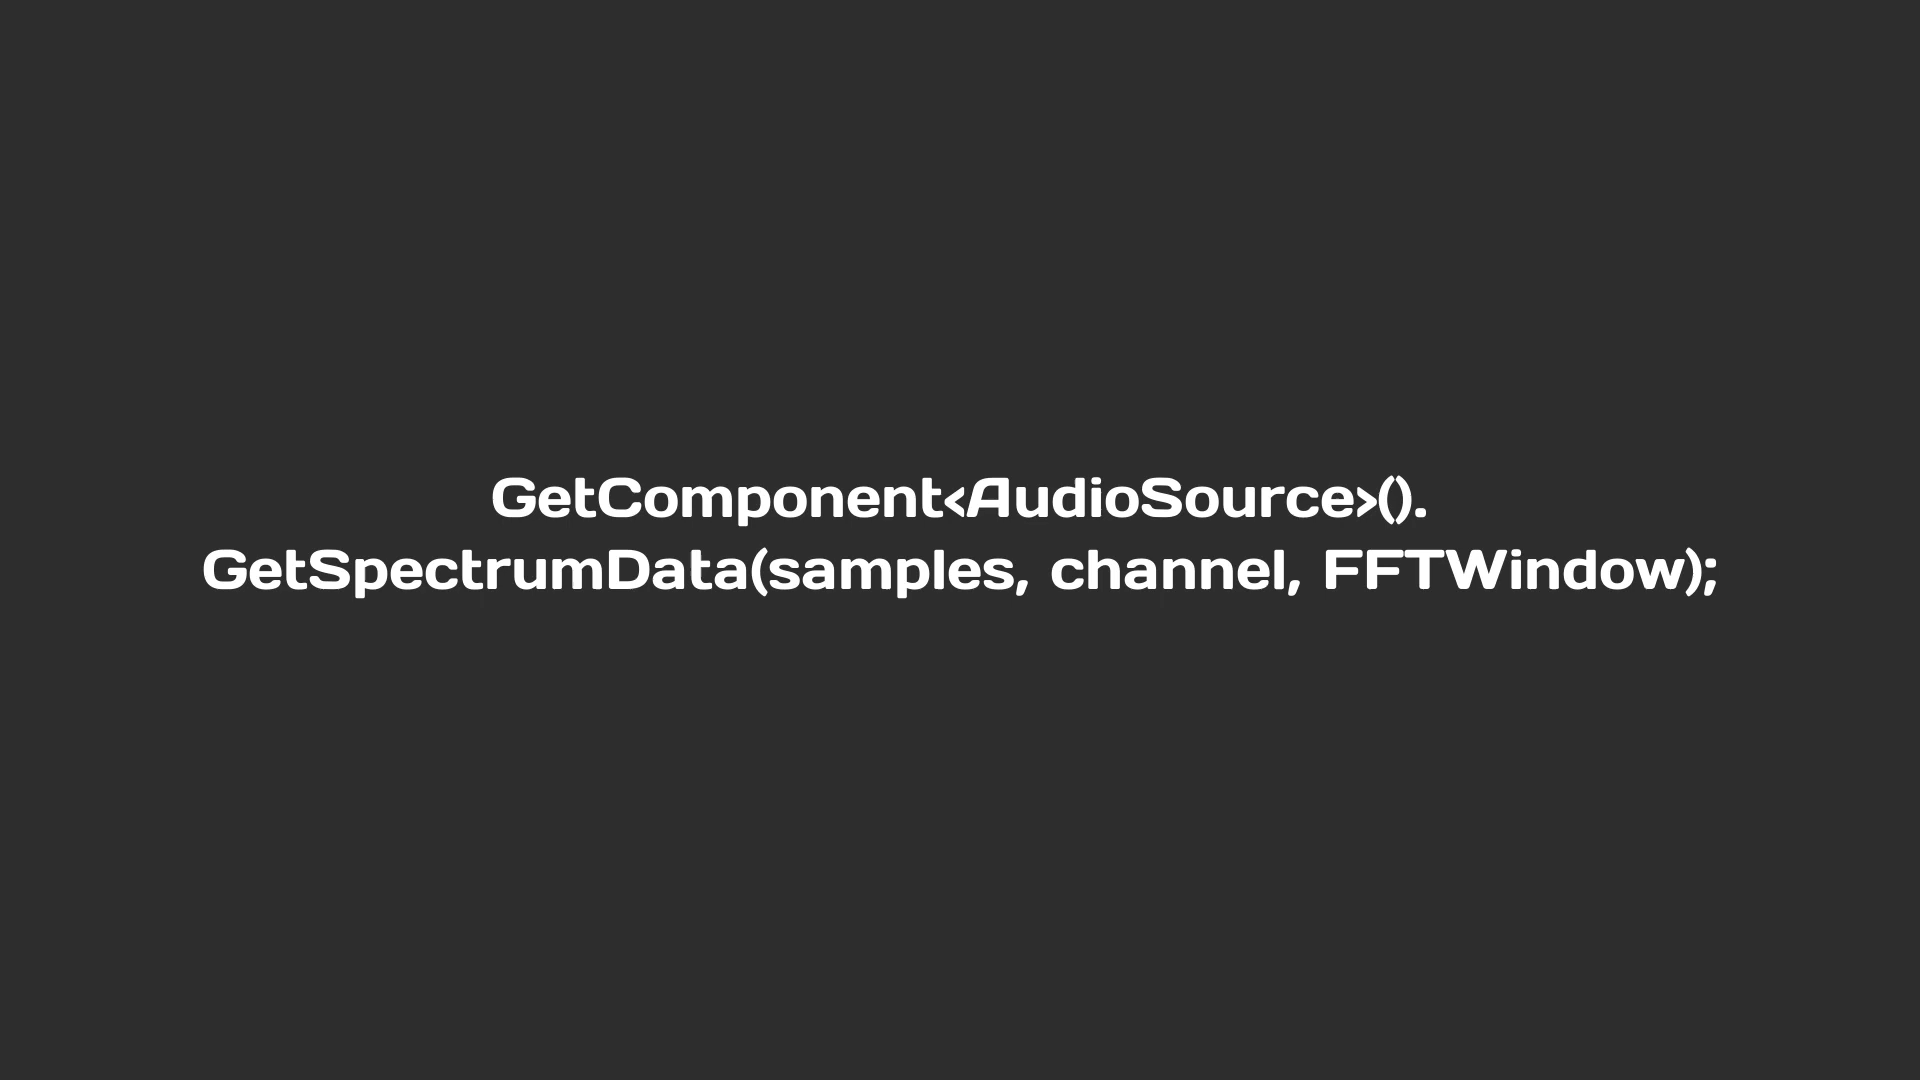 GetComponent<AudioSource>().
GetSpectrumData(samples, channel, FFTWindow);